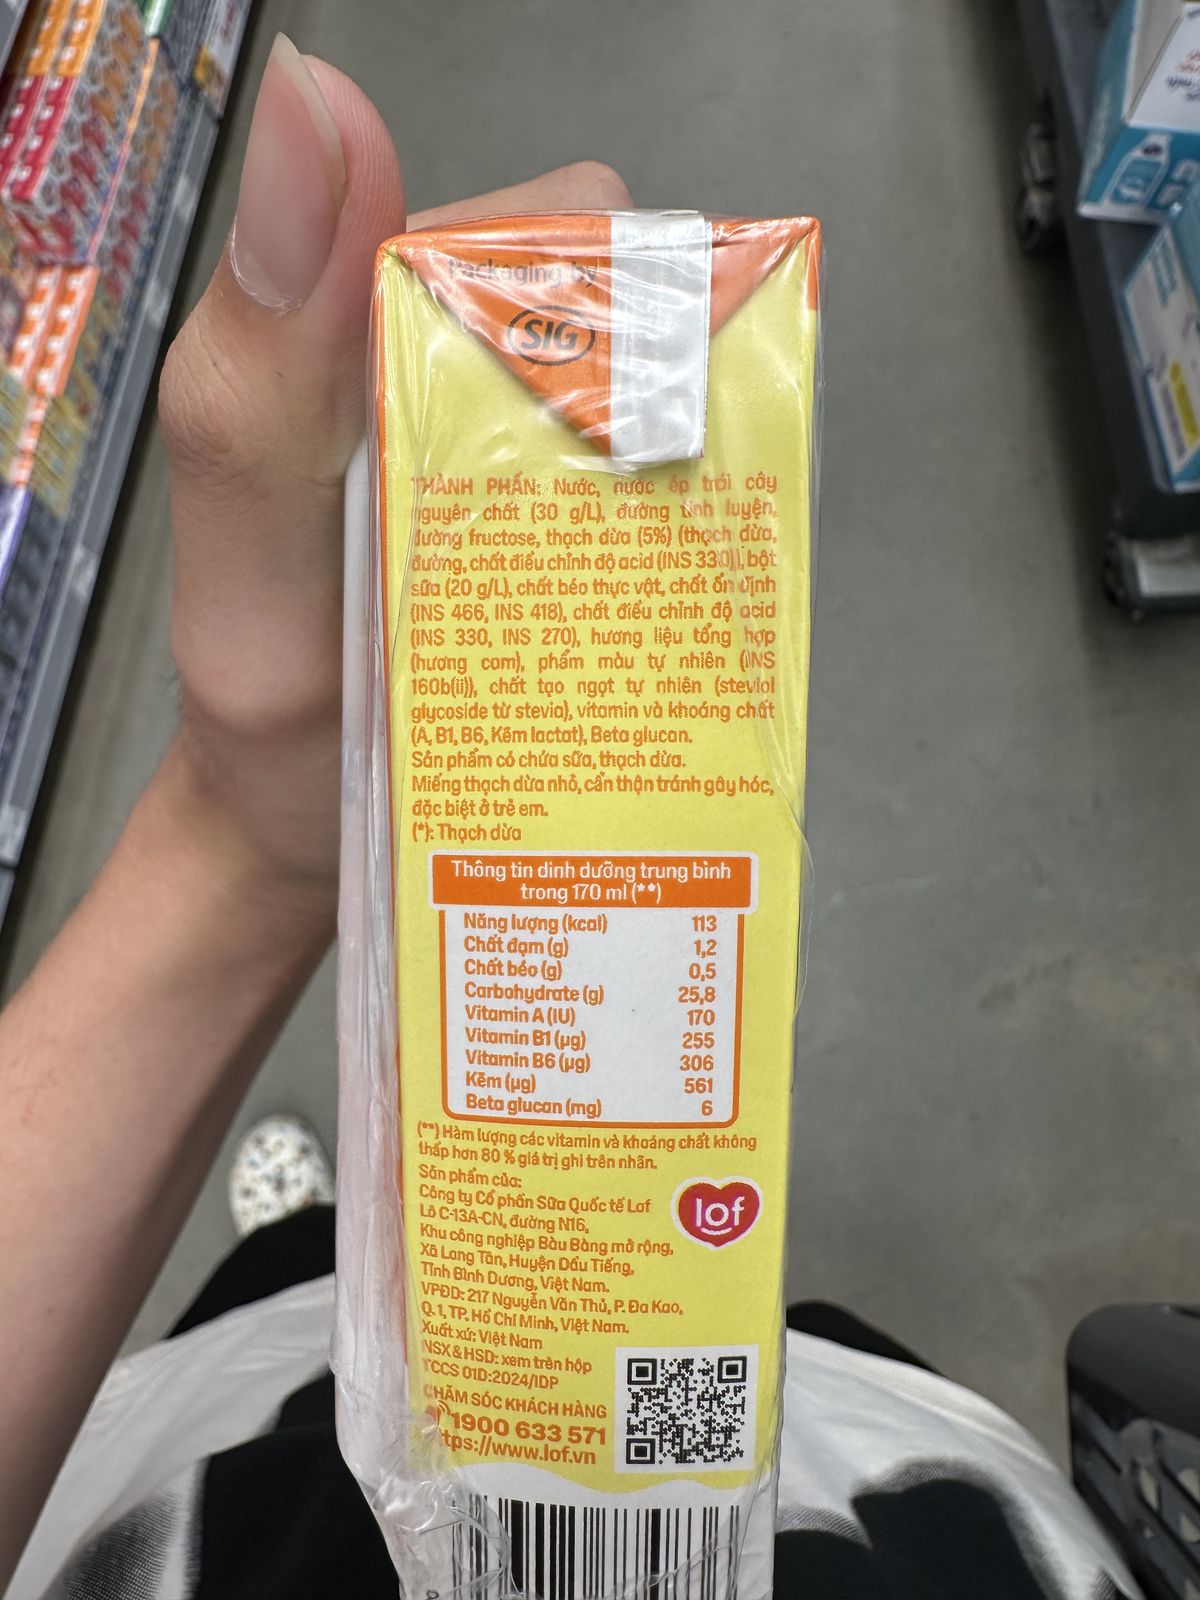 Packaging by
SIG
THÀNH PHẦN: Nước, nước ép trái cây
nguyên chất (30 g/L), đường tinh luyện,
đường fructose, thạch dừa (5%) (thạch dừa,
đường, chất điều chỉnh độ acid (INS 330)), bột
sữa (20 g/L), chất béo thực vật, chất ổn định
(INS 466, INS 418), chất điều chỉnh độ acid
(INS 330, INS 270), hương liệu tổng hợp
(hương cam), phẩm màu tự nhiên (INS
160b(ii)), chất tạo ngọt tự nhiên (steviol
glycoside từ stevia), vitamin và khoáng chất
(A, B1, B6, Kẽm lactat), Beta glucan.
Sản phẩm có chứa sữa, thạch dừa.
Miếng thạch dừa nhỏ, cẩn thận tránh gây hóc,
đặc biệt ở trẻ em.
(*): Thạch dừa
Thông tin dinh dưỡng trung bình
trong 170 ml (**)
Năng lượng (kcal) 113
Chất đạm (g) 1,2
Chất béo (g) 0,5
Carbohydrate (g) 25,8
Vitamin A (IU) 170
Vitamin B1 (µg) 255
Vitamin B6 (µg) 306
Kẽm (µg) 561
Beta glucan (mg) 6
(**) Hàm lượng các vitamin và khoáng chất không
thấp hơn 80 % giá trị ghi trên nhãn.
Sản phẩm của:
Công ty Cổ phần Sữa Quốc tế Lof
Lô C-13A-CN, đường N16,
Khu công nghiệp Bàu Bàng mở rộng,
Xã Long Tân, Huyện Dầu Tiếng,
Tỉnh Bình Dương, Việt Nam.
VPĐD: 217 Nguyễn Văn Thủ, P. Đa Kao,
Q. 1, TP. Hồ Chí Minh, Việt Nam.
Xuất xứ: Việt Nam
NSX & HSD: xem trên hộp
TCCS 01D:2024/IDP
CHĂM SÓC KHÁCH HÀNG
1900 633 571
https://www.lof.vn
lof